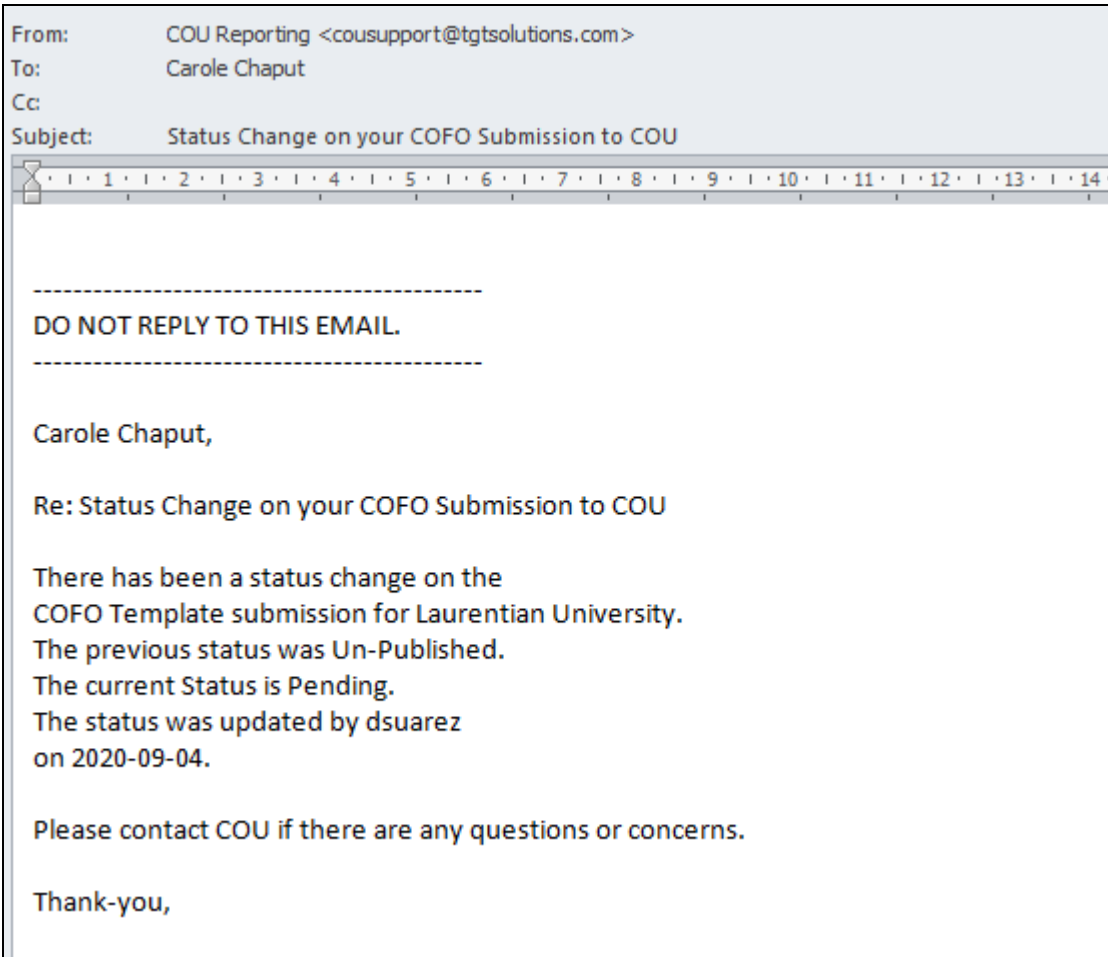 From: COU Reporting <cousupport@tgtsolutions.com>
To: Carole Chaput
Cc:
Subject: Status Change on your COFO Submission to COU
1 2 3 4 5 6 7 8 9 10 11 12 13 14
---------------------------------------------
DO NOT REPLY TO THIS EMAIL.
---------------------------------------------
Carole Chaput,
Re: Status Change on your COFO Submission to COU
There has been a status change on the
COFO Template submission for Laurentian University.
The previous status was Un-Published.
The current Status is Pending.
The status was updated by dsuarez
on 2020-09-04.
Please contact COU if there are any questions or concerns.
Thank-you,